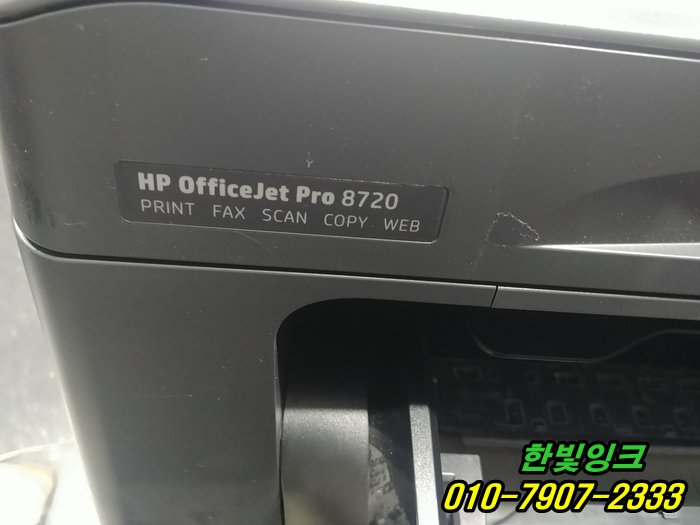 HP OfficeJet Pro 8720
PRINT FAX SCAN COPY WEB
한빛잉크
010-7907-2333